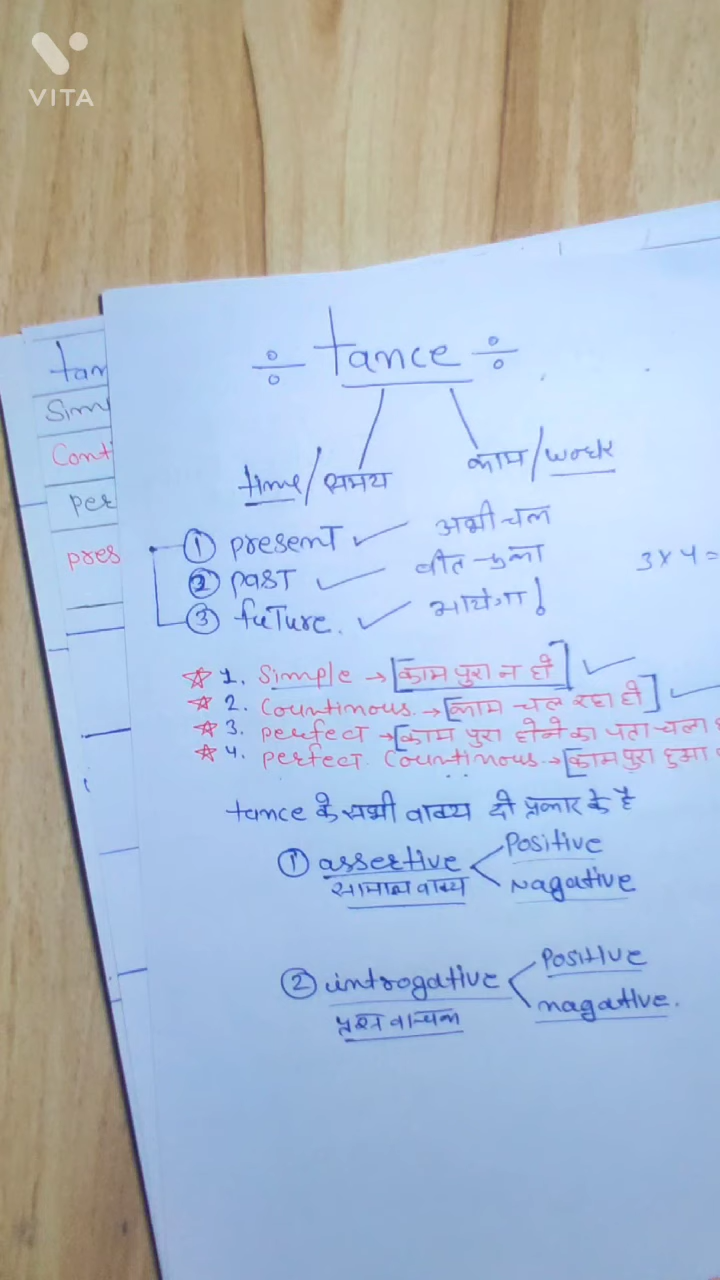 VITA
÷ tance ÷
time/समय
काम/work
① present अभी चल
② past बीत चुका
③ future. आयेगा!
3 x 4 =
1. Simple → [काम पुरा न हो]
2. Countinous. → [काम चल रहा हो]
3. perfect → [काम पुरा होने का पता चला
4. perfect. Countinous → [काम पुरा हुआ
tance के सभी वाक्य दो प्रकार के है
① assertive Positive
सामान्य वाक्य Nagative
② introgative Positive
प्रश्न वाचक nagative.
tan
Sim
Cont
per
pres